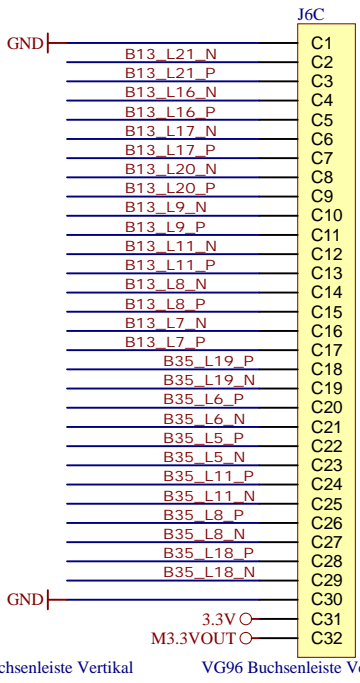 J6C
GND C1
B13_L21_N C2
B13_L21_P C3
B13_L16_N C4
B13_L16_P C5
B13_L17_N C6
B13_L17_P C7
B13_L20_N C8
B13_L20_P C9
B13_L9_N C10
B13_L9_P C11
B13_L11_N C12
B13_L11_P C13
B13_L8_N C14
B13_L8_P C15
B13_L7_N C16
B13_L7_P C17
B35_L19_P C18
B35_L19_N C19
B35_L6_P C20
B35_L6_N C21
B35_L5_P C22
B35_L5_N C23
B35_L11_P C24
B35_L11_N C25
B35_L8_P C26
B35_L8_N C27
B35_L18_P C28
B35_L18_N C29
GND C30
3.3V C31
M3.3VOUT C32
chsenleiste Vertikal VG96 Buchsenleiste Ve